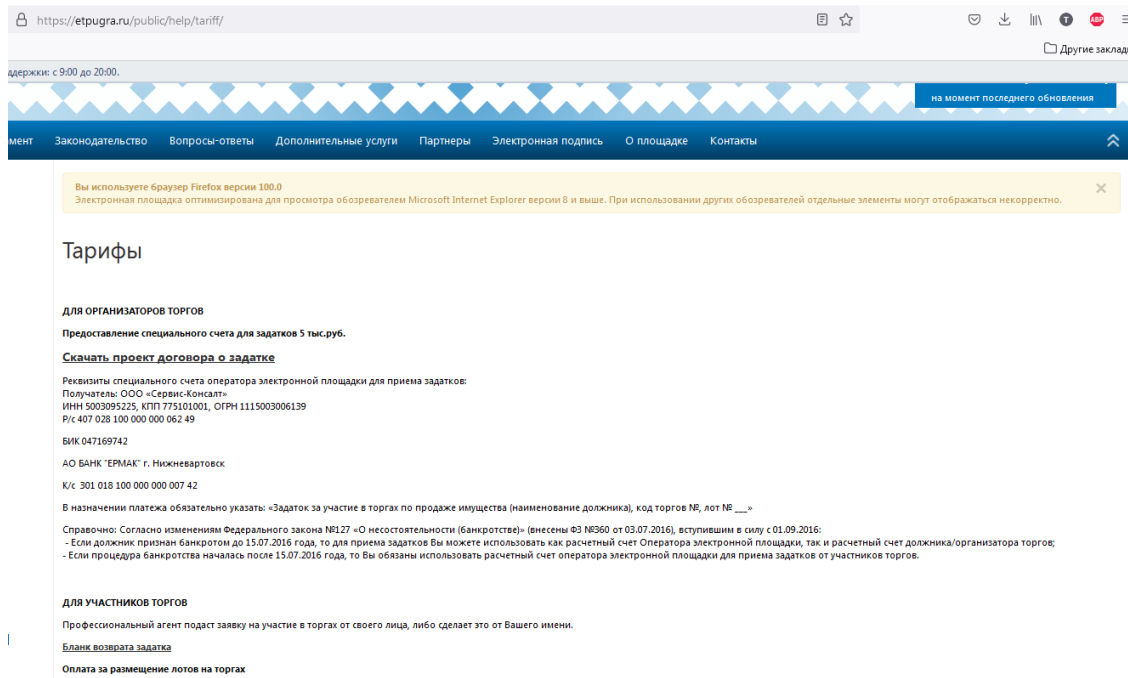 https://etpugra.ru/public/help/tariff/
ABP
Другие заклад
ддержки: с 9:00 до 20:00.
на момент последнего обновления
мент Законодательство Вопросы-ответы Дополнительные услуги Партнеры Электронная подпись О площадке Контакты
Вы используете браузер Firefox версии 100.0
Электронная площадка оптимизирована для просмотра обозревателем Microsoft Internet Explorer версии 8 и выше. При использовании других обозревателей отдельные элементы могут отображаться некорректно.
Тарифы
ДЛЯ ОРГАНИЗАТОРОВ ТОРГОВ
Предоставление специального счета для задатков 5 тыс.руб.
Скачать проект договора о задатке
Реквизиты специального счета оператора электронной площадки для приема задатков:
Получатель: ООО «Сервис-Консалт»
ИНН 5003095225, КПП 775101001, ОГРН 1115003006139
Р/с 407 028 100 000 000 062 49
БИК 047169742
АО БАНК "ЕРМАК" г. Нижневартовск
К/с 301 018 100 000 000 007 42
В назначении платежа обязательно указать: «Задаток за участие в торгах по продаже имущества (наименование должника), код торгов №, лот № ___»
Справочно: Согласно изменениям Федерального закона №127 «О несостоятельности (банкротстве)» (внесены ФЗ №360 от 03.07.2016), вступившим в силу с 01.09.2016:
- Если должник признан банкротом до 15.07.2016 года, то для приема задатков Вы можете использовать как расчетный счет Оператора электронной площадки, так и расчетный счет должника/организатора торгов;
- Если процедура банкротства началась после 15.07.2016 года, то Вы обязаны использовать расчетный счет оператора электронной площадки для приема задатков от участников торгов.
ДЛЯ УЧАСТНИКОВ ТОРГОВ
Профессиональный агент подаст заявку на участие в торгах от своего лица, либо сделает это от Вашего имени.
Бланк возврата задатка
Оплата за размещение лотов на торгах